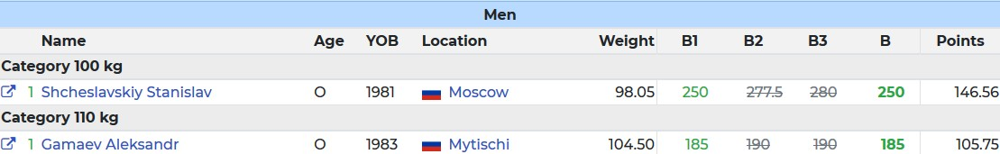 Men
Name Age YOB Location Weight B1 B2 B3 B Points
Category 100 kg
1 Shcheslavskiy Stanislav O 1981 Moscow 98.05 250 277.5 280 250 146.56
Category 110 kg
1 Gamaev Aleksandr O 1983 Mytischi 104.50 185 190 190 185 105.75